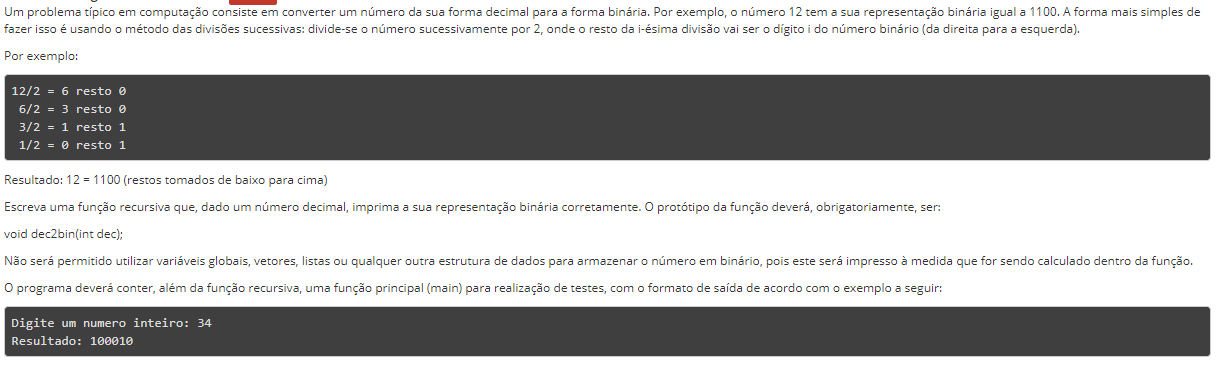 Um problema típico em computação consiste em converter um número da sua forma decimal para a forma binária. Por exemplo, o número 12 tem a sua representação binária igual a 1100. A forma mais simples de
fazer isso é usando o método das divisões sucessivas: divide-se o número sucessivamente por 2, onde o resto da i-ésima divisão vai ser o dígito i do número binário (da direita para a esquerda).
Por exemplo:
12/2 = 6 resto 0
6/2 = 3 resto 0
3/2 = 1 resto 1
1/2 = 0 resto 1
Resultado: 12 = 1100 (restos tomados de baixo para cima)
Escreva uma função recursiva que, dado um número decimal, imprima a sua representação binária corretamente. O protótipo da função deverá, obrigatoriamente, ser:
void dec2bin(int dec);
Não será permitido utilizar variáveis globais, vetores, listas ou qualquer outra estrutura de dados para armazenar o número em binário, pois este será impresso à medida que for sendo calculado dentro da função.
O programa deverá conter, além da função recursiva, uma função principal (main) para realização de testes, com o formato de saída de acordo com o exemplo a seguir:
Digite um numero inteiro: 34
Resultado: 100010